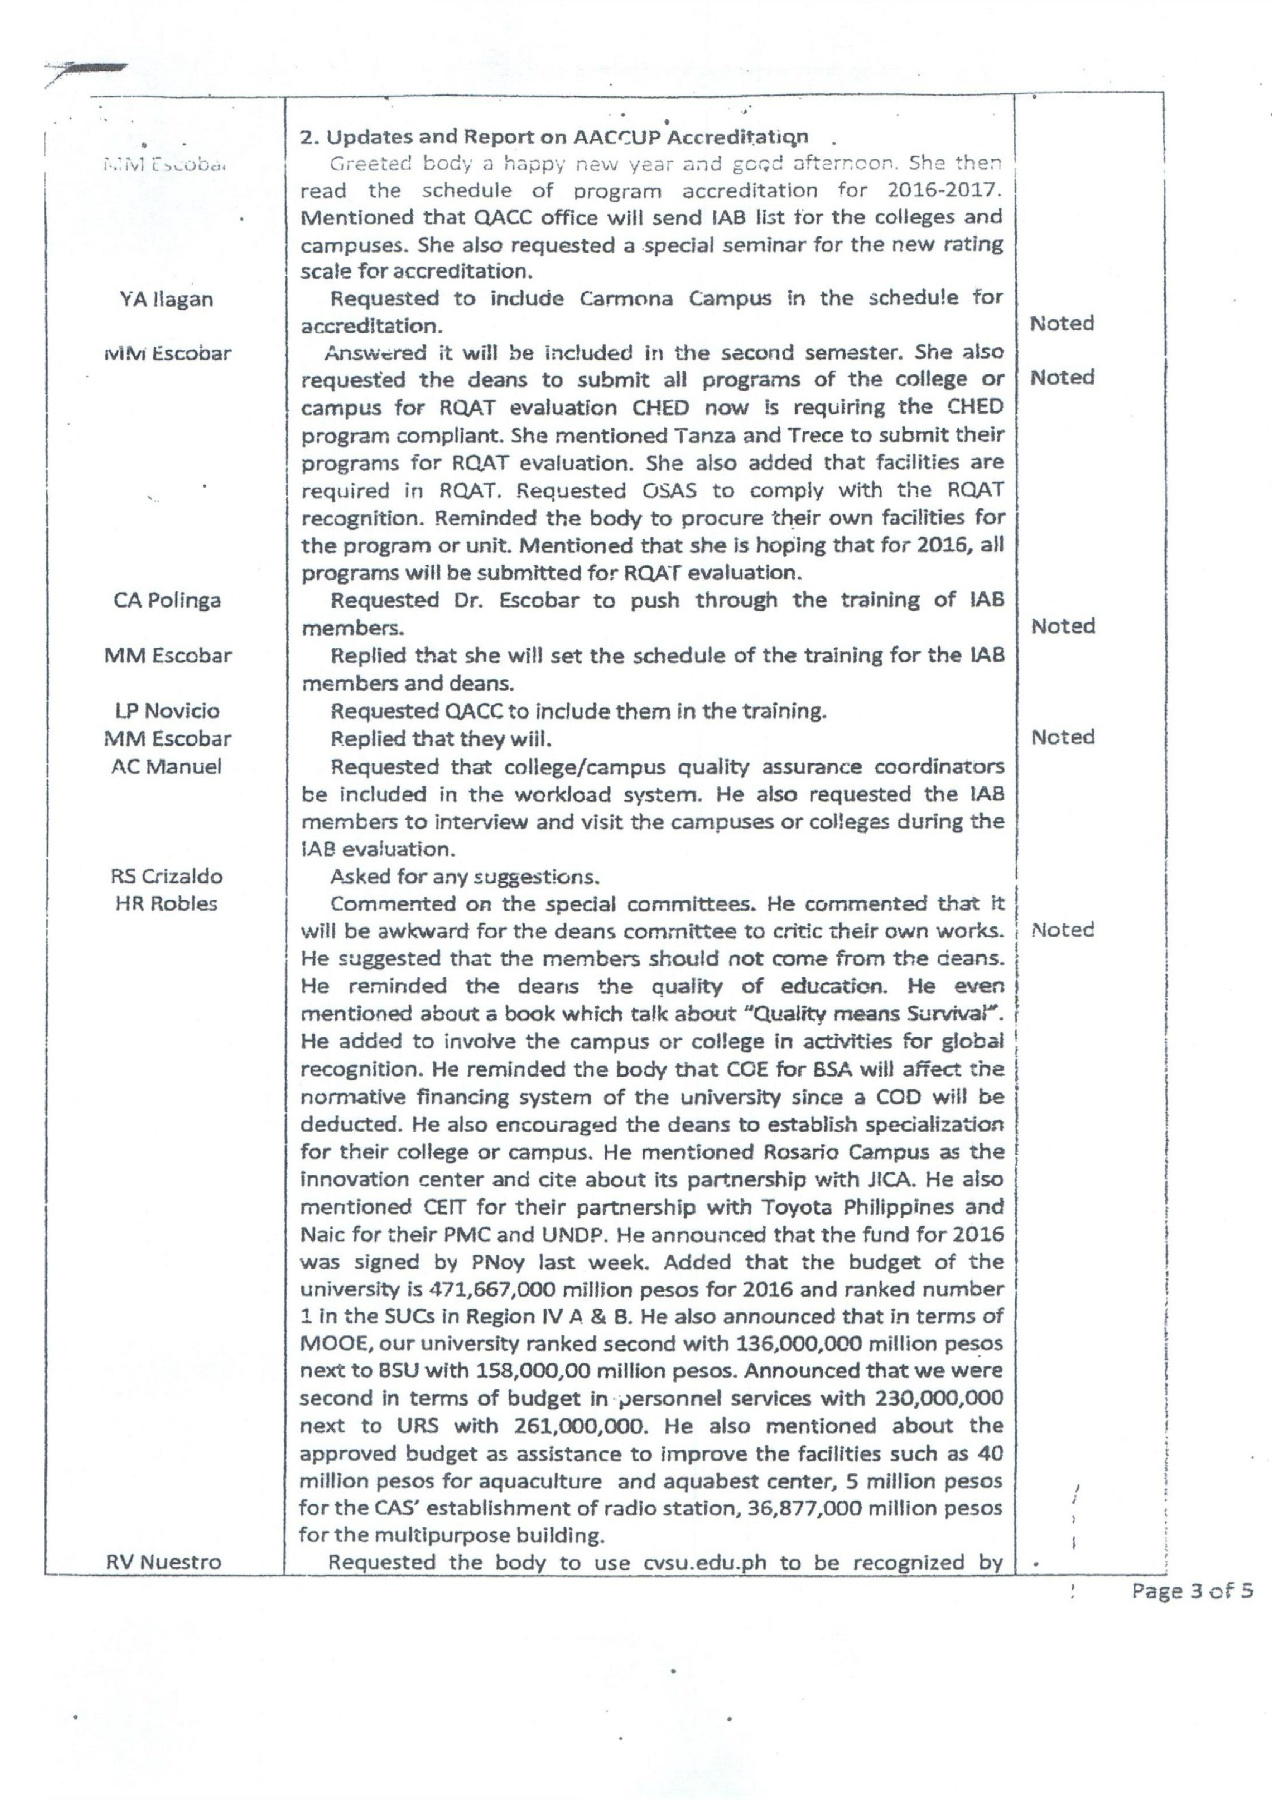 2. Updates and Report on AACCUP Accreditation
MM Escobar
Greeted body a happy new year and good afternoon. She then
read the schedule of program accreditation for 2016-2017.
Mentioned that QACC office will send IAB list for the colleges and
campuses. She also requested a special seminar for the new rating
scale for accreditation.
YA Ilagan
Requested to include Carmona Campus in the schedule for
accreditation.
Noted
MM Escobar
Answered it will be included in the second semester. She also
requested the deans to submit all programs of the college or
Noted
campus for RQAT evaluation CHED now is requiring the CHED
program compliant. She mentioned Tanza and Trece to submit their
programs for RQAT evaluation. She also added that facilities are
required in RQAT. Requested OSAS to comply with the RQAT
recognition. Reminded the body to procure their own facilities for
the program or unit. Mentioned that she is hoping that for 2016, all
programs will be submitted for RQAT evaluation.
CA Polinga
Requested Dr. Escobar to push through the training of IAB
members.
Noted
MM Escobar
Replied that she will set the schedule of the training for the IAB
members and deans.
LP Novicio
Requested QACC to include them in the training.
MM Escobar
Replied that they will.
Noted
AC Manuel
Requested that college/campus quality assurance coordinators
be included in the workload system. He also requested the IAB
members to interview and visit the campuses or colleges during the
IAB evaluation.
RS Crizaldo
Asked for any suggestions.
HR Robles
Commented on the special committees. He commented that it
will be awkward for the deans committee to critic their own works.
Noted
He suggested that the members should not come from the deans.
He reminded the deans the quality of education. He even
mentioned about a book which talk about "Quality means Survival".
He added to involve the campus or college in activities for global
recognition. He reminded the body that COE for BSA will affect the
normative financing system of the university since a COD will be
deducted. He also encouraged the deans to establish specialization
for their college or campus. He mentioned Rosario Campus as the
innovation center and cite about its partnership with JICA. He also
mentioned CEIT for their partnership with Toyota Philippines and
Naic for their PMC and UNDP. He announced that the fund for 2016
was signed by PNoy last week. Added that the budget of the
university is 471,667,000 million pesos for 2016 and ranked number
1 in the SUCs in Region IV A & B. He also announced that in terms of
MOOE, our university ranked second with 136,000,000 million pesos
next to BSU with 158,000,00 million pesos. Announced that we were
second in terms of budget in personnel services with 230,000,000
next to URS with 261,000,000. He also mentioned about the
approved budget as assistance to improve the facilities such as 40
million pesos for aquaculture and aquabest center, 5 million pesos
for the CAS' establishment of radio station, 36,877,000 million pesos
for the multipurpose building.
RV Nuestro
Requested the body to use cvsu.edu.ph to be recognized by
Page 3 of 5